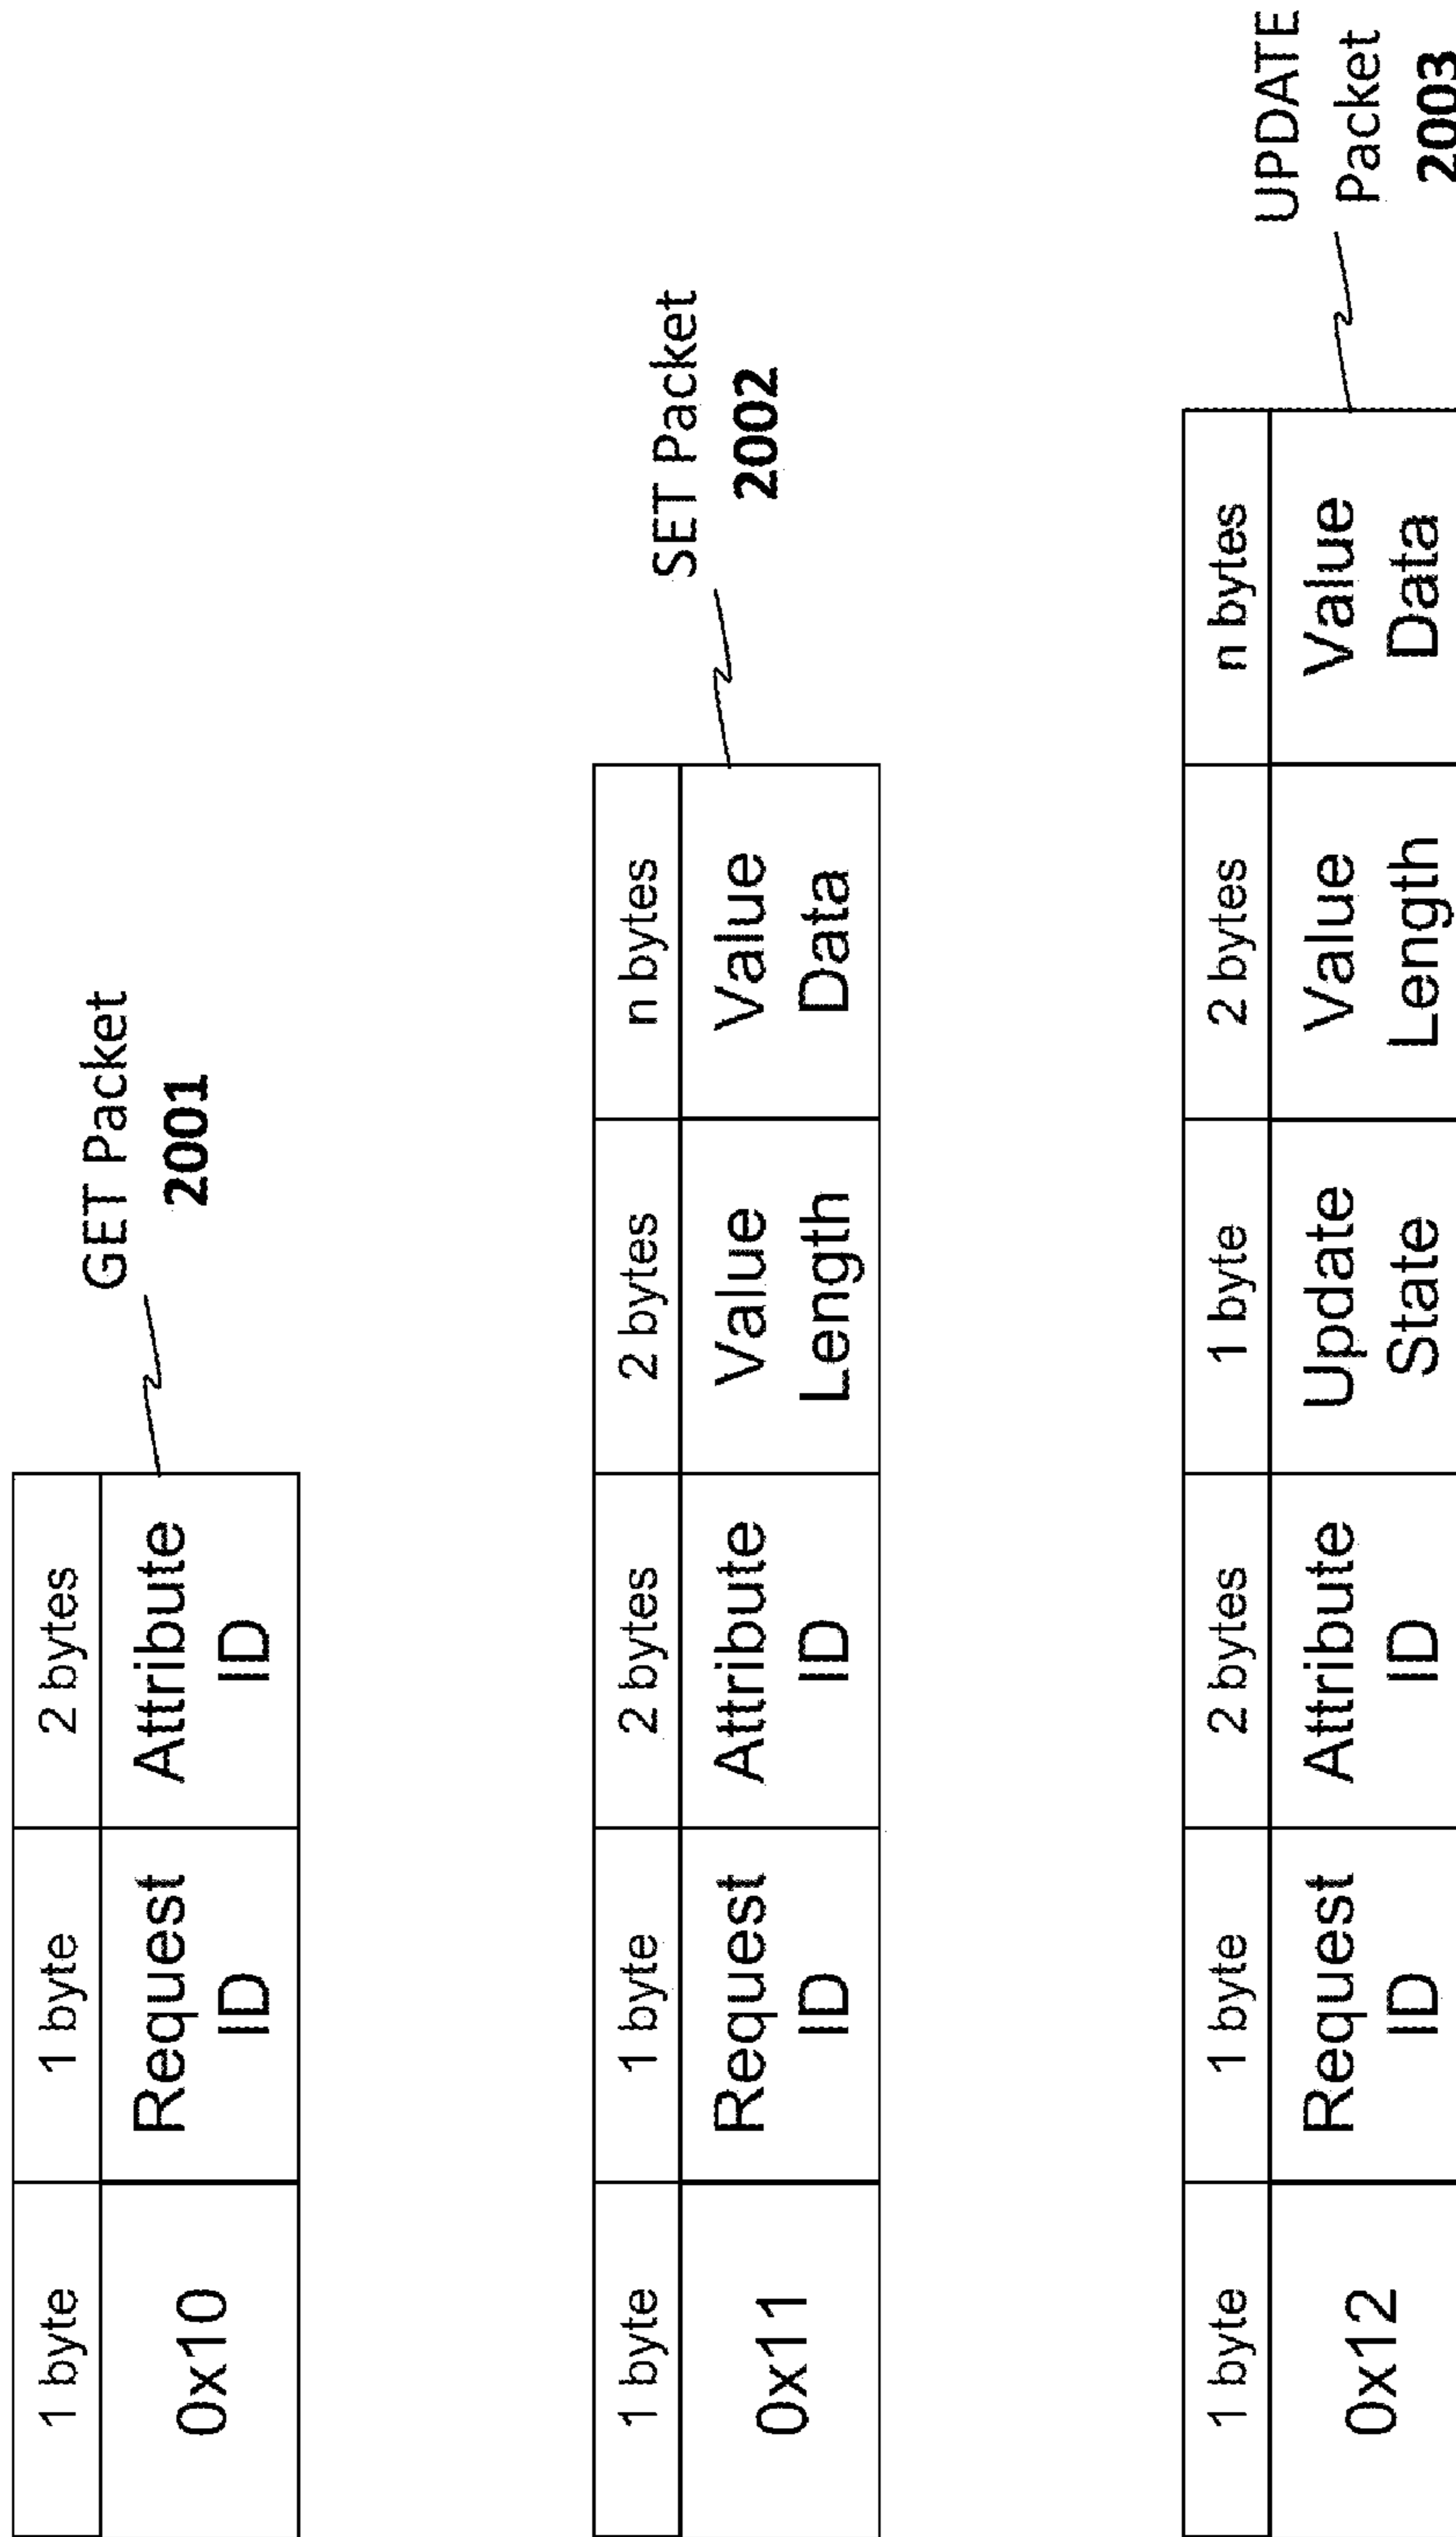 1 byte 1 byte 2 bytes
0x10 Request Attribute
ID ID
GET Packet
2001
1 byte 1 byte 2 bytes 2 bytes n bytes
0x11 Request Attribute Value Value
ID ID Length Data
SET Packet
2002
1 byte 1 byte 2 bytes 1 byte 2 bytes n bytes
0x12 Request Attribute Update Value Value
ID ID State Length Data
UPDATE
Packet
2003